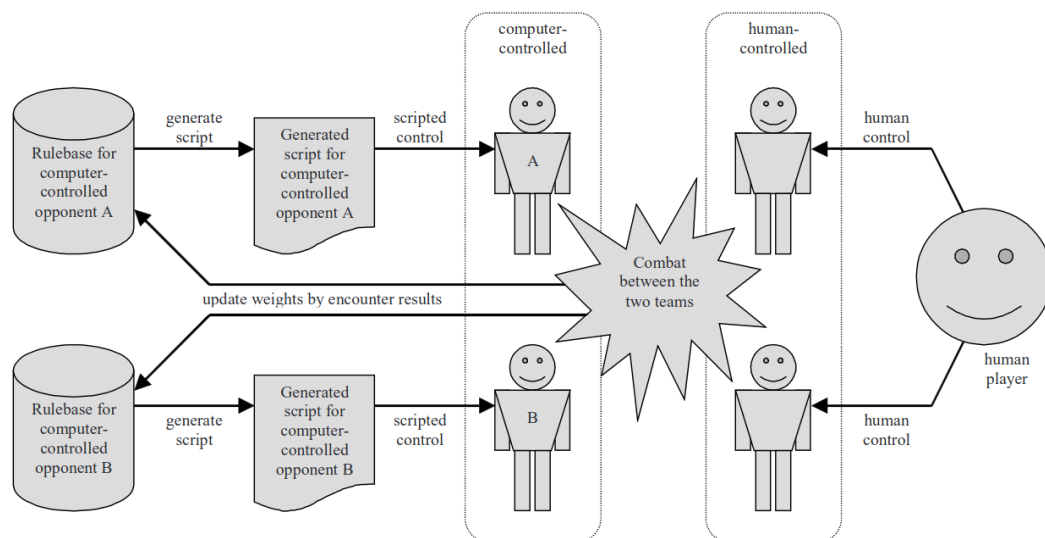 computer-
controlled
human-
controlled
generate
script
scripted
control
human
control
Rulebase for
computer-
controlled
opponent A
Generated
script for
computer-
controlled
opponent A
A
Combat
between the
two teams
update weights by encounter results
human
player
Rulebase for
computer-
controlled
opponent B
generate
script
Generated
script for
computer-
controlled
opponent B
scripted
control
B
human
control